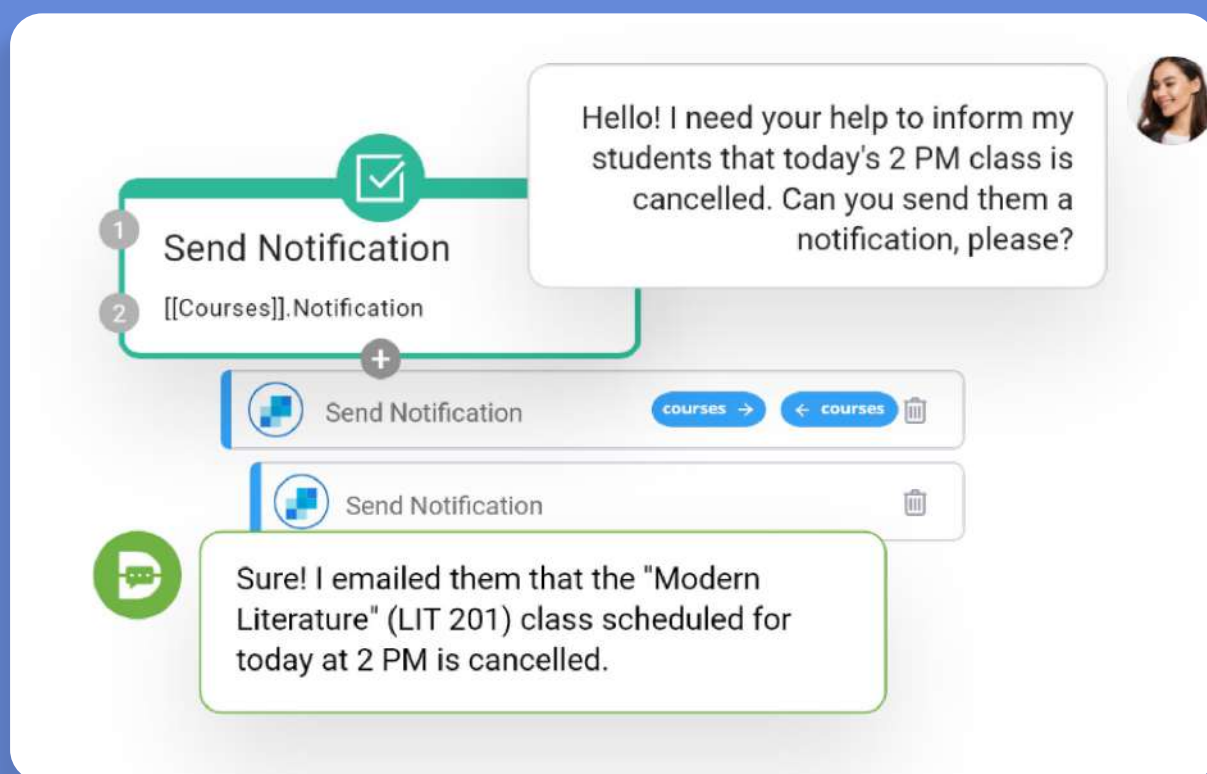 Hello! I need your help to inform my
students that today's 2 PM class is
cancelled. Can you send them a
notification, please?
1
Send Notification
2
[[Courses]].Notification
+
Send Notification
courses →
← courses
Send Notification
Sure! I emailed them that the "Modern
Literature" (LIT 201) class scheduled for
today at 2 PM is cancelled.